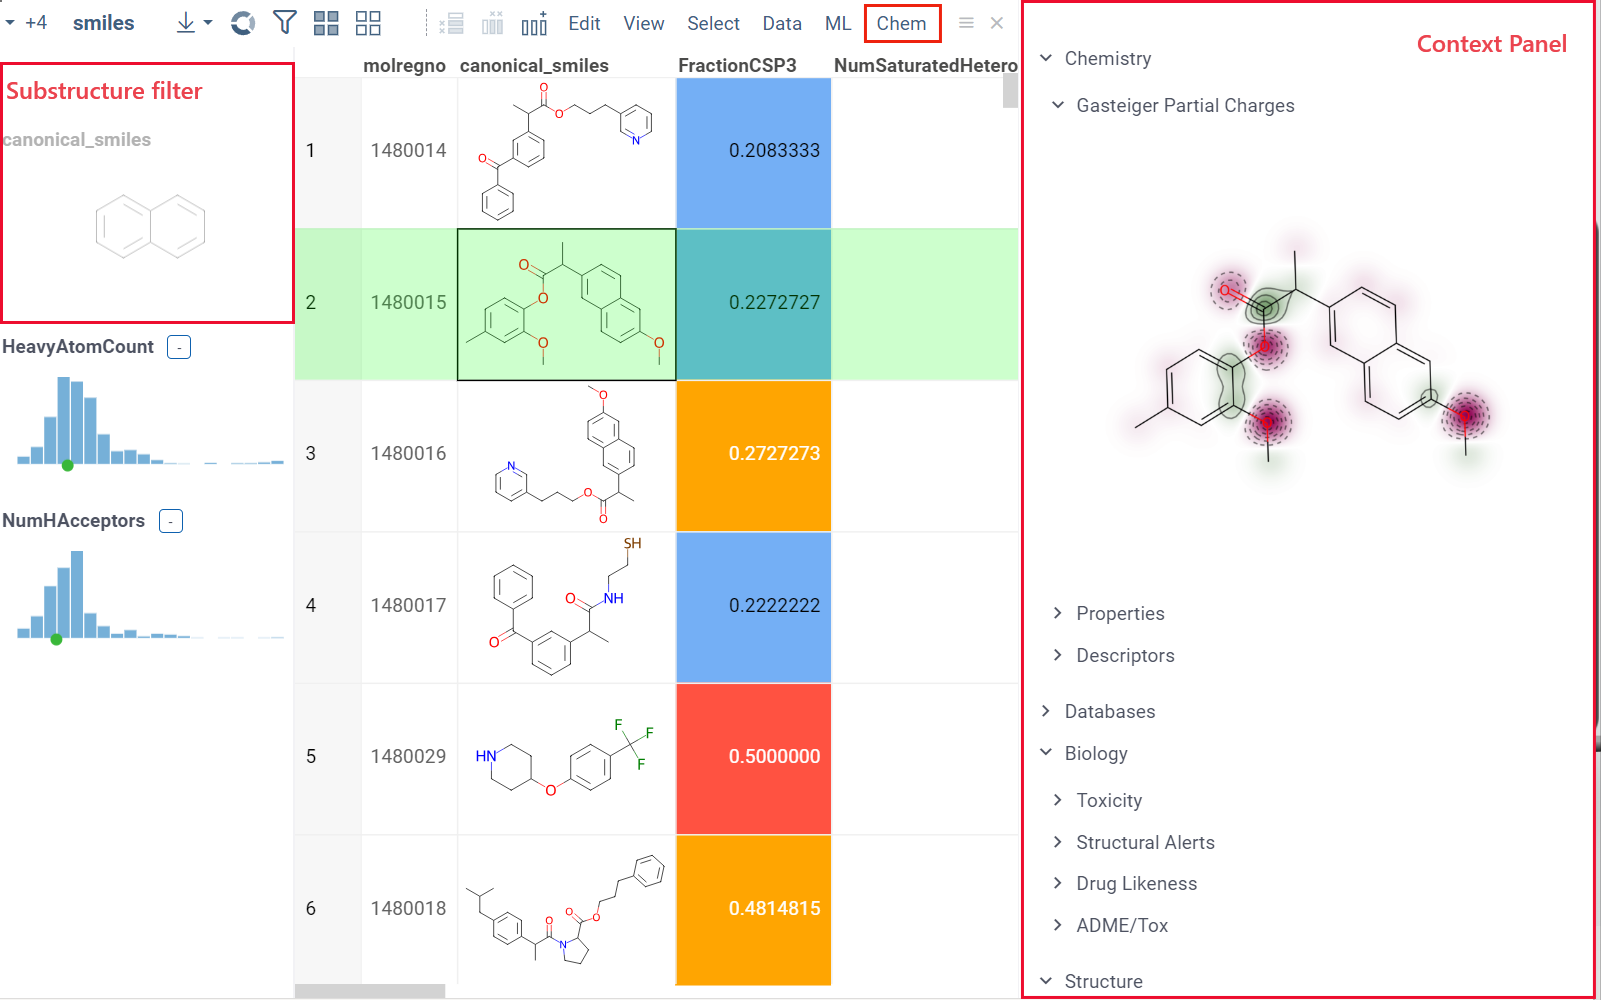 +4 smiles Edit View Select Data ML Chem
Substructure filter
canonical_smiles
HeavyAtomCount -
NumHAcceptors -
molregno canonical_smiles FractionCSP3 NumSaturatedHetero
1 1480014 O O O N 0.2083333
2 1480015 O O O O 0.2272727
3 1480016 O N O O 0.2727273
4 1480017 SH O NH O 0.2222222
5 1480029 HN O F F F 0.5000000
6 1480018 O N O O 0.4814815
Context Panel
Chemistry
Gasteiger Partial Charges
O O O O
Properties
Descriptors
Databases
Biology
Toxicity
Structural Alerts
Drug Likeness
ADME/Tox
Structure